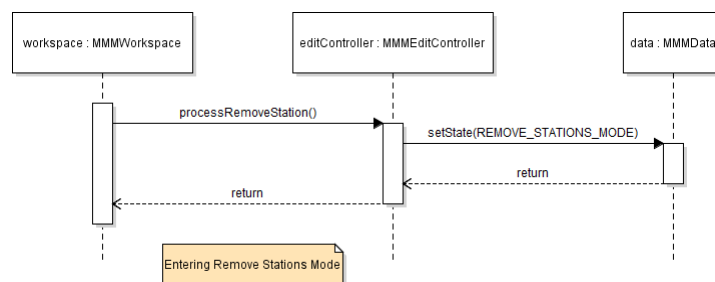 workspace : MMMWorkspace
editController : MMMEditController
data : MMMData
processRemoveStation()
setState(REMOVE_STATIONS_MODE)
return
return
Entering Remove Stations Mode